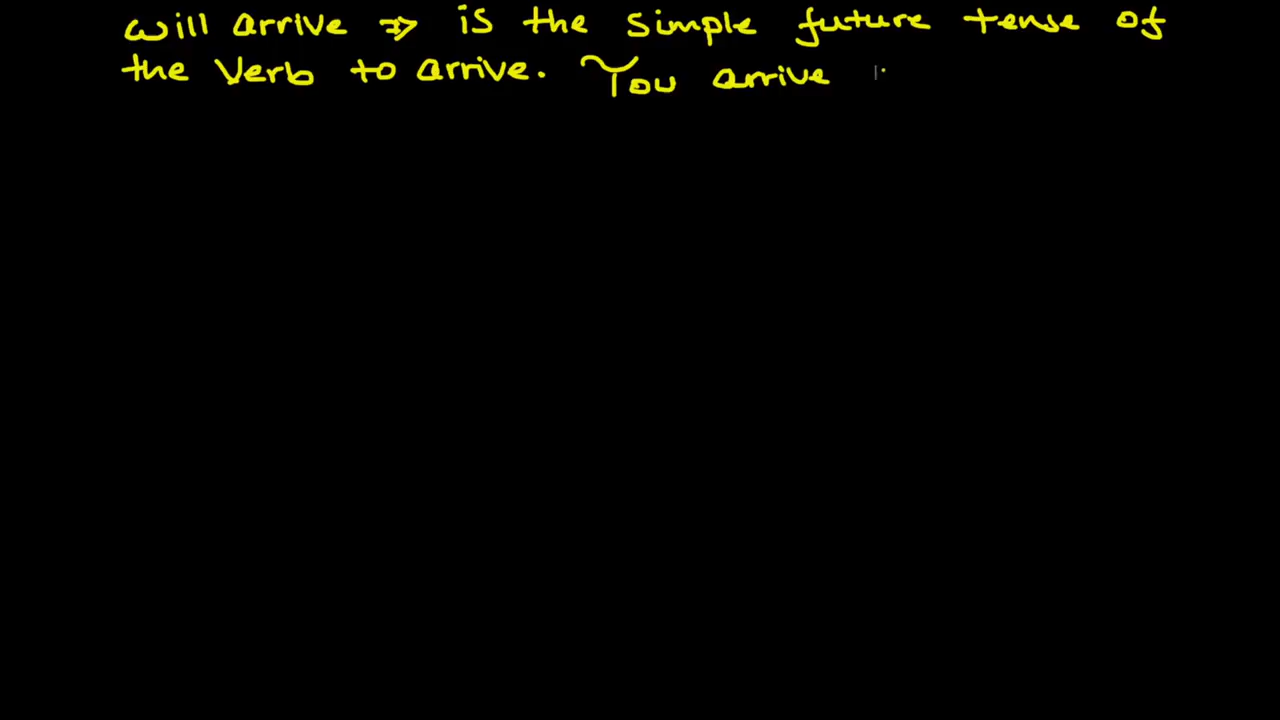 will arrive ⇒ is the simple future tense of
the Verb to arrive. You arrive